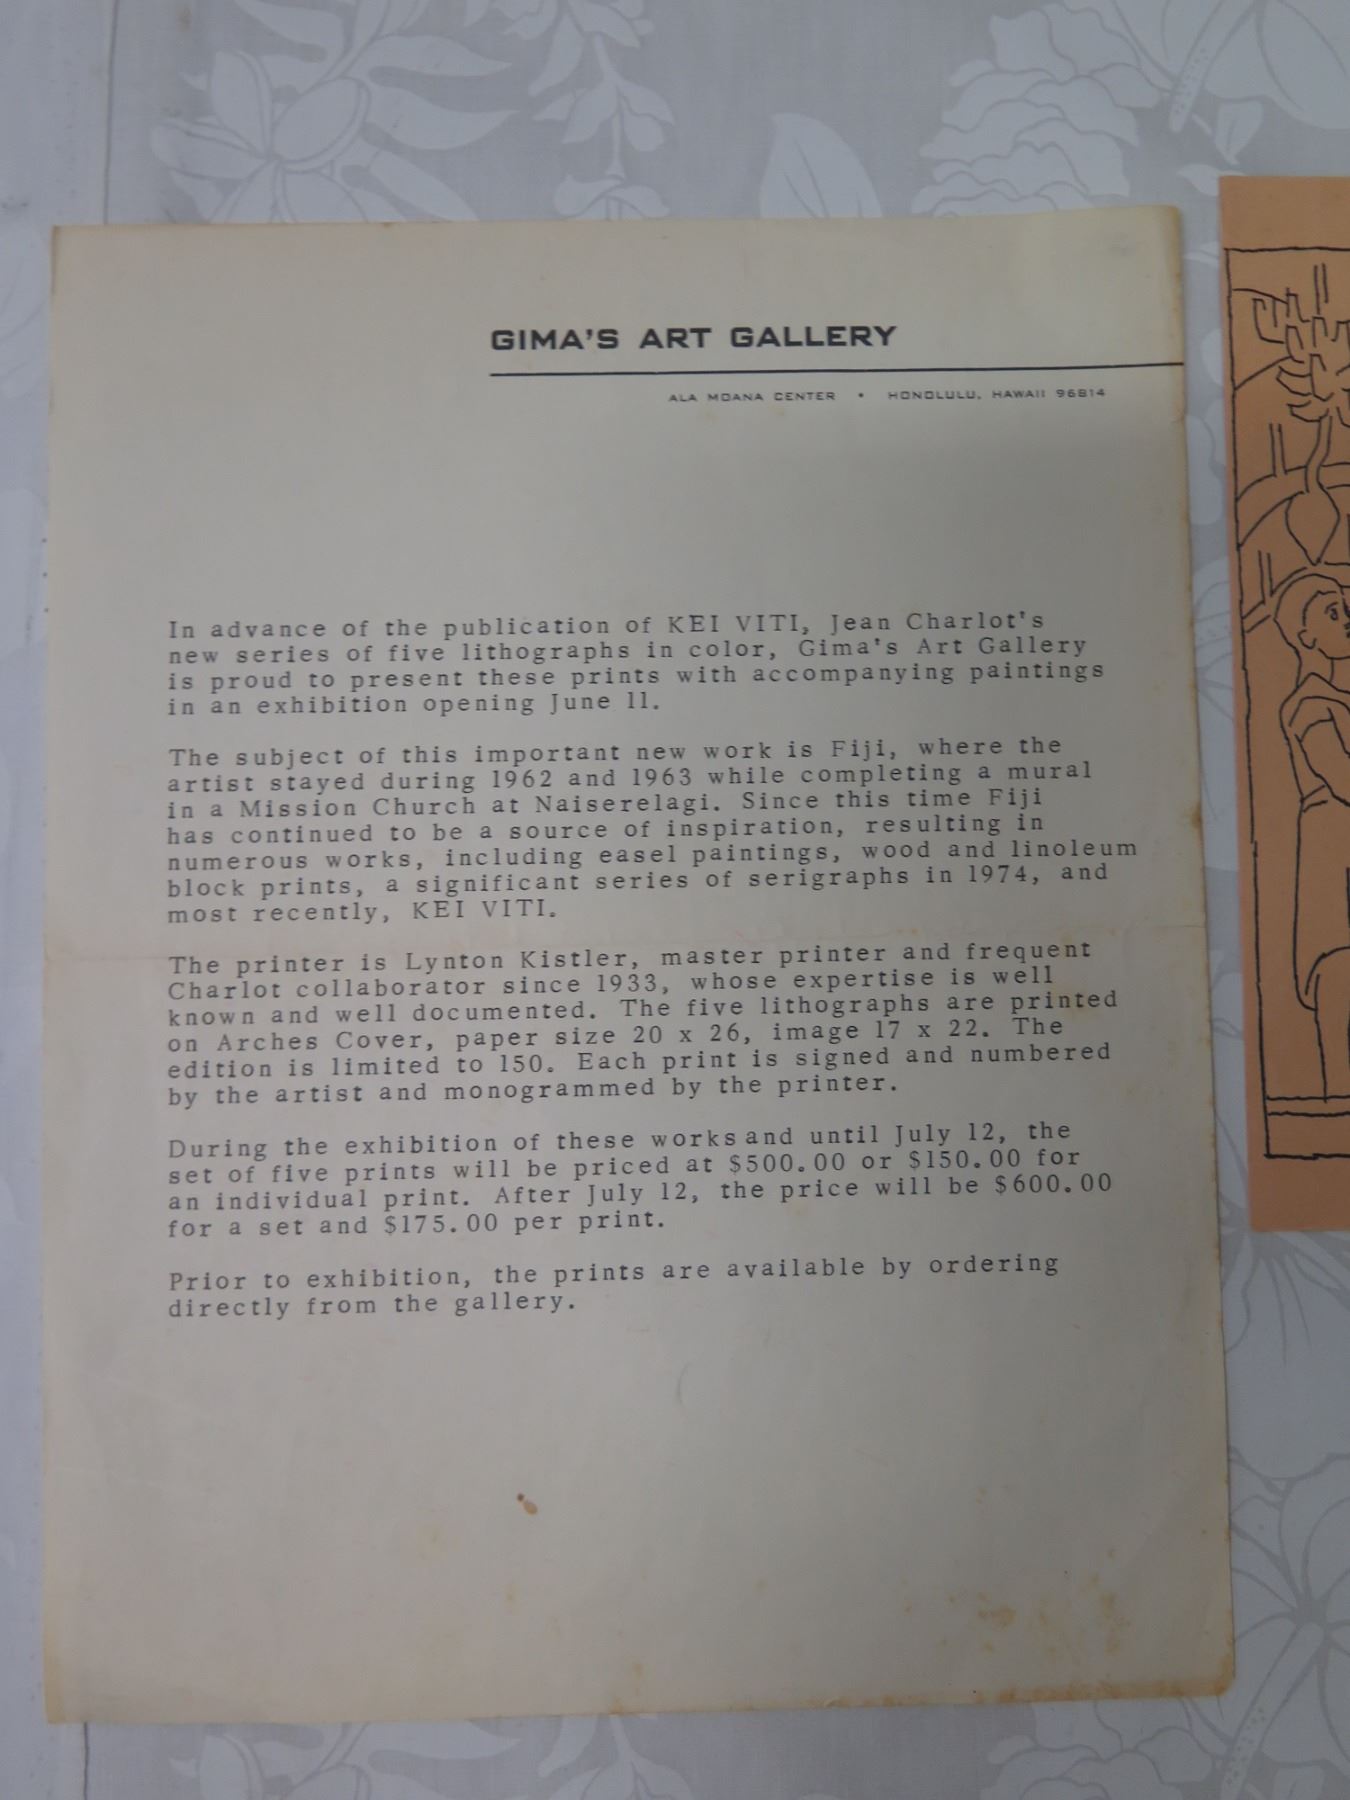 GIMA'S ART GALLERY
ALA MOANA CENTER • HONOLULU, HAWAII 96814
In advance of the publication of KEI VITI, Jean Charlot's
new series of five lithographs in color, Gima's Art Gallery
is proud to present these prints with accompanying paintings
in an exhibition opening June 11.
The subject of this important new work is Fiji, where the
artist stayed during 1962 and 1963 while completing a mural
in a Mission Church at Naiserelagi. Since this time Fiji
has continued to be a source of inspiration, resulting in
numerous works, including easel paintings, wood and linoleum
block prints, a significant series of serigraphs in 1974, and
most recently, KEI VITI.
The printer is Lynton Kistler, master printer and frequent
Charlot collaborator since 1933, whose expertise is well
known and well documented. The five lithographs are printed
on Arches Cover, paper size 20 x 26, image 17 x 22. The
edition is limited to 150. Each print is signed and numbered
by the artist and monogrammed by the printer.
During the exhibition of these works and until July 12, the
set of five prints will be priced at $500.00 or $150.00 for
an individual print. After July 12, the price will be $600.00
for a set and $175.00 per print.
Prior to exhibition, the prints are available by ordering
directly from the gallery.